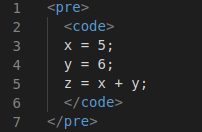 1 <pre>
2 <code>
3 x = 5;
4 y = 6;
5 z = x + y;
6 </code>
7 </pre>